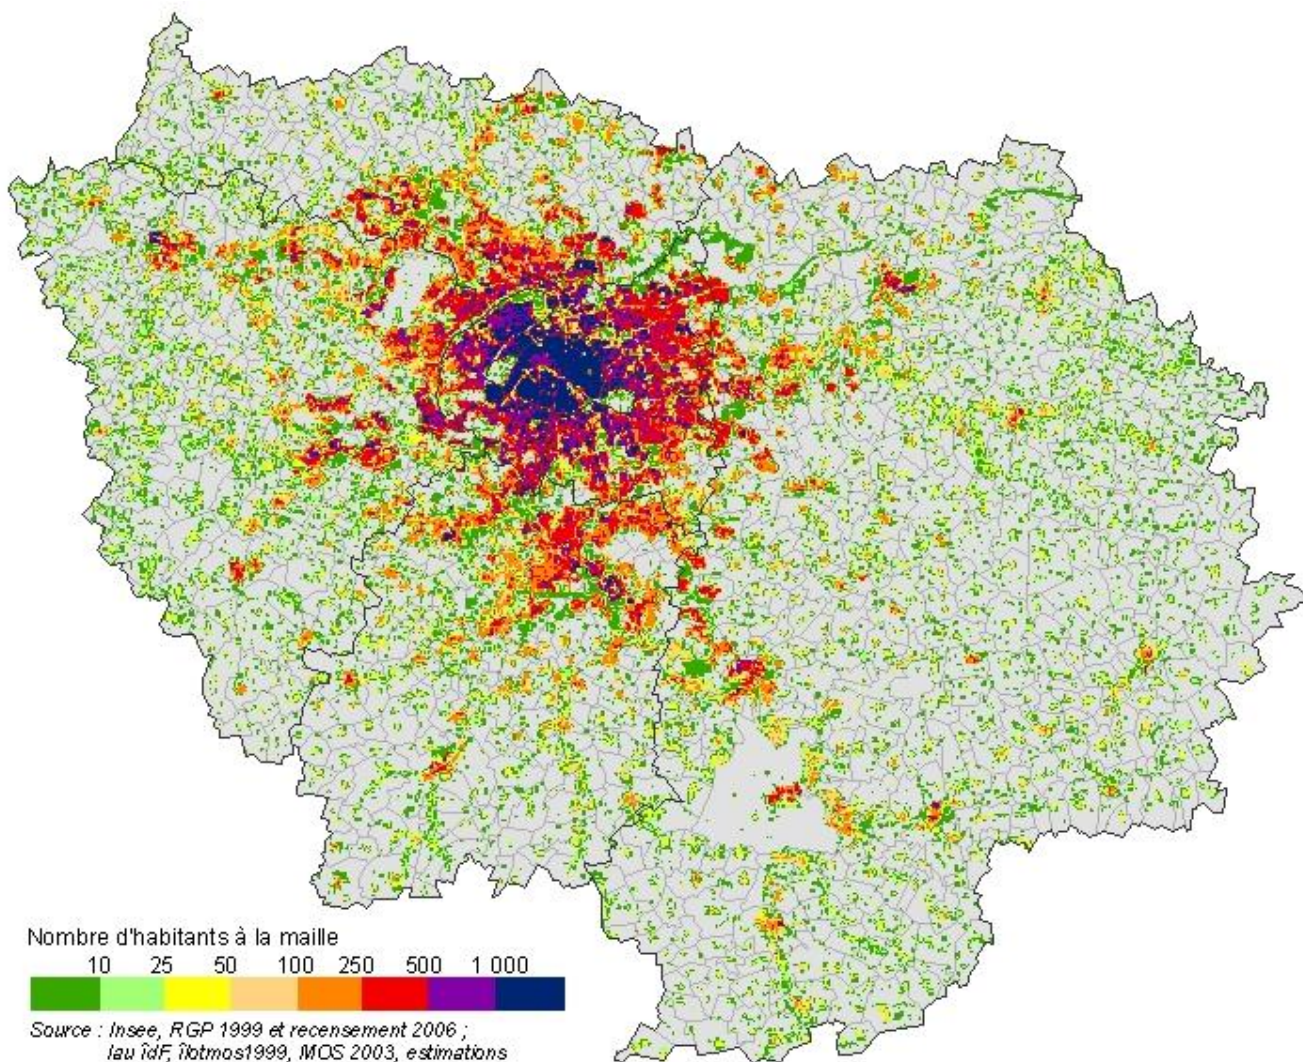 Nombre d'habitants à la maille
10 25 50 100 250 500 1 000
Source : Insee, RGP 1999 et recensement 2006 ;
Iau îdF, îlotmos1999, MOS 2003, estimations